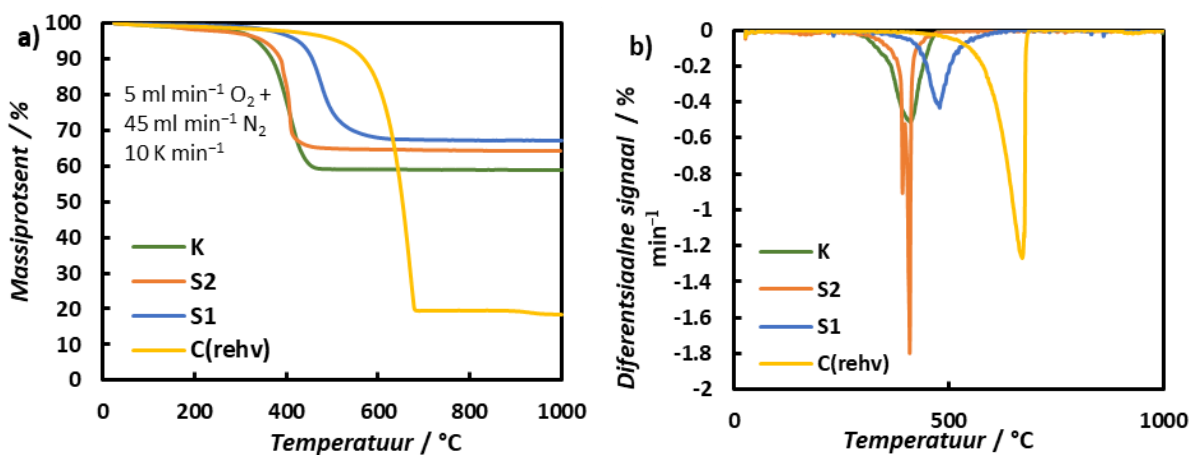 a)
Massiprotsent / %
100
90
80
70
60
50
40
30
20
10
0
5 ml min⁻¹ O₂ +
45 ml min⁻¹ N₂
10 K min⁻¹
K
S2
S1
C(rehv)
0 200 400 600 800 1000
Temperatuur / °C
b)
Diferentsiaalne signaal / %
min⁻¹
0
-0.2
-0.4
-0.6
-0.8
-1
-1.2
-1.4
-1.6
-1.8
-2
K
S2
S1
C(rehv)
0 500 1000
Temperatuur / °C